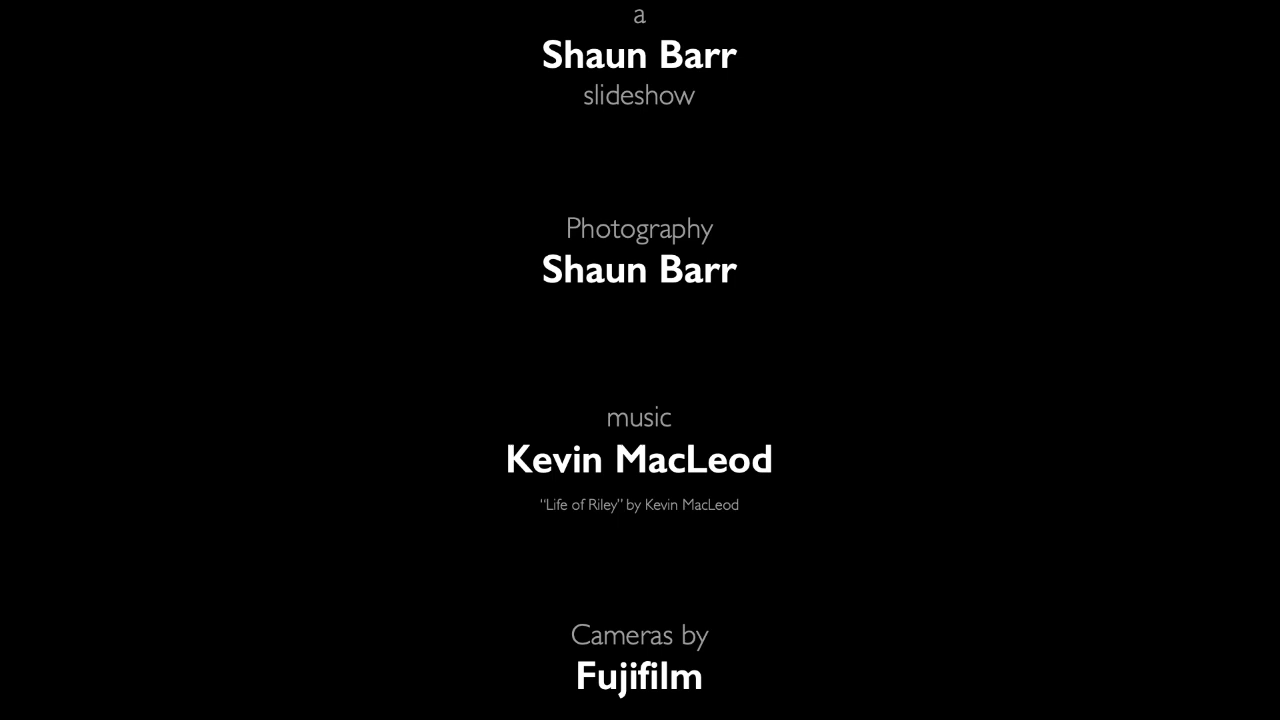 a
Shaun Barr
slideshow
Photography
Shaun Barr
music
Kevin MacLeod
“Life of Riley” by Kevin MacLeod
Cameras by
Fujifilm